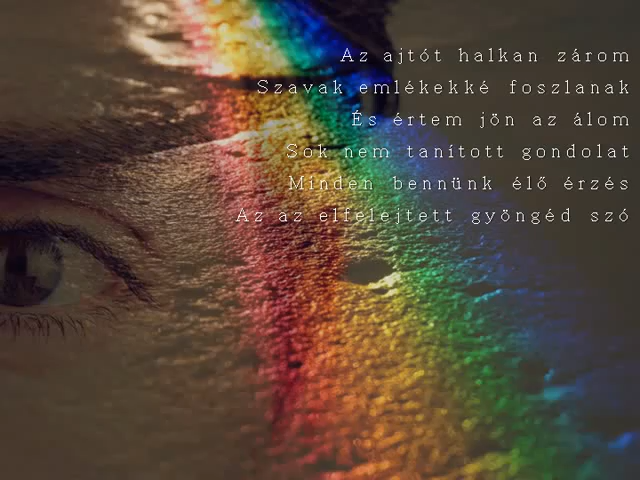 Az ajtót halkan zárom
Szavak emlékekké foszlanak
És értem jön az álom
Sok nem tanított gondolat
Minden bennünk élő érzés
Az az elfelejtett gyöngéd szó